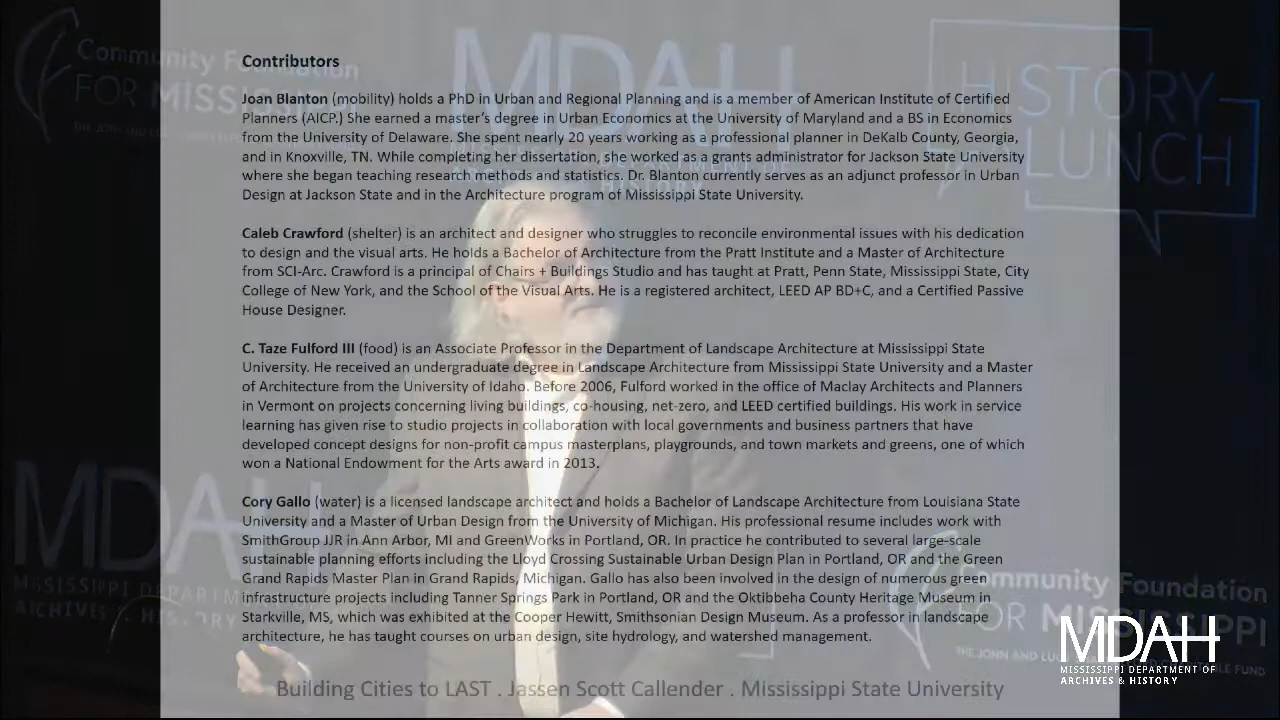 Contributors
Joan Blanton (mobility) holds a PhD in Urban and Regional Planning and is a member of American Institute of Certified
Planners (AICP.) She earned a master's degree in Urban Economics at the University of Maryland and a BS in Economics
from the University of Delaware. She spent nearly 20 years working as a professional planner in DeKalb County, Georgia,
and in Knoxville, TN. While completing her dissertation, she worked as a grants administrator for Jackson State University
where she began teaching research methods and statistics. Dr. Blanton currently serves as an adjunct professor in Urban
Design at Jackson State and in the Architecture program of Mississippi State University.
Caleb Crawford (shelter) is an architect and designer who struggles to reconcile environmental issues with his dedication
to design and the visual arts. He holds a Bachelor of Architecture from the Pratt Institute and a Master of Architecture
from SCI-Arc. Crawford is a principal of Chairs + Buildings Studio and has taught at Pratt, Penn State, Mississippi State, City
College of New York, and the School of the Visual Arts. He is a registered architect, LEED AP BD+C, and a Certified Passive
House Designer.
C. Taze Fulford III (food) is an Associate Professor in the Department of Landscape Architecture at Mississippi State
University. He received an undergraduate degree in Landscape Architecture from Mississippi State University and a Master
of Architecture from the University of Idaho. Before 2006, Fulford worked in the office of Maclay Architects and Planners
in Vermont on projects concerning living buildings, co-housing, net-zero, and LEED certified buildings. His work in service
learning has given rise to studio projects in collaboration with local governments and business partners that have
developed concept designs for non-profit campus masterplans, playgrounds, and town markets and greens, one of which
won a National Endowment for the Arts award in 2013.
Cory Gallo (water) is a licensed landscape architect and holds a Bachelor of Landscape Architecture from Louisiana State
University and a Master of Urban Design from the University of Michigan. His professional resume includes work with
SmithGroup JJR in Ann Arbor, MI and GreenWorks in Portland, OR. In practice he contributed to several large-scale
sustainable planning efforts including the Lloyd Crossing Sustainable Urban Design Plan in Portland, OR and the Green
Grand Rapids Master Plan in Grand Rapids, Michigan. Gallo has also been involved in the design of numerous green
infrastructure projects including Tanner Springs Park in Portland, OR and the Oktibbeha County Heritage Museum in
Starkville, MS, which was exhibited at the Cooper Hewitt, Smithsonian Design Museum. As a professor in landscape
architecture, he has taught courses on urban design, site hydrology, and watershed management.
Building Cities to LAST . Jassen Scott Callender . Mississippi State University
Community Foundation
FOR MISSISSIPPI
MDAH
HISTORY
LUNCH
MDAH
MISSISSIPPI DEPARTMENT
ARCHIVES & HISTORY
Community Foundation
FOR MISSISSIPPI
MDAH
MISSISSIPPI DEPARTMENT OF
ARCHIVES & HISTORY